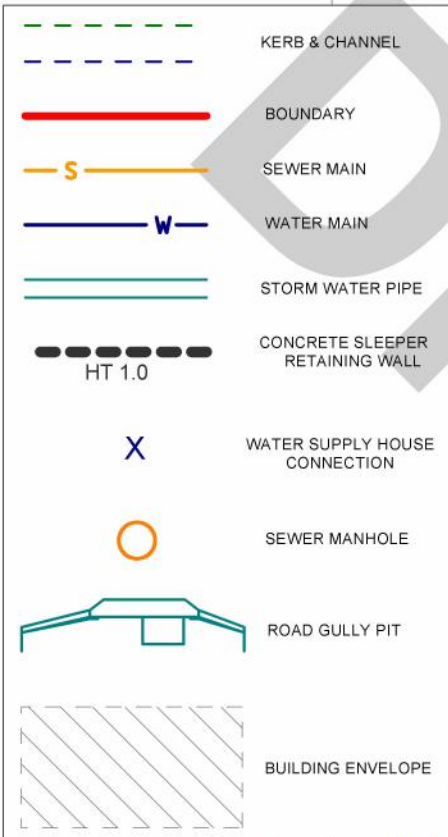 KERB & CHANNEL
BOUNDARY
S
SEWER MAIN
W
WATER MAIN
STORM WATER PIPE
HT 1.0
CONCRETE SLEEPER
RETAINING WALL
X
WATER SUPPLY HOUSE
CONNECTION
SEWER MANHOLE
ROAD GULLY PIT
BUILDING ENVELOPE